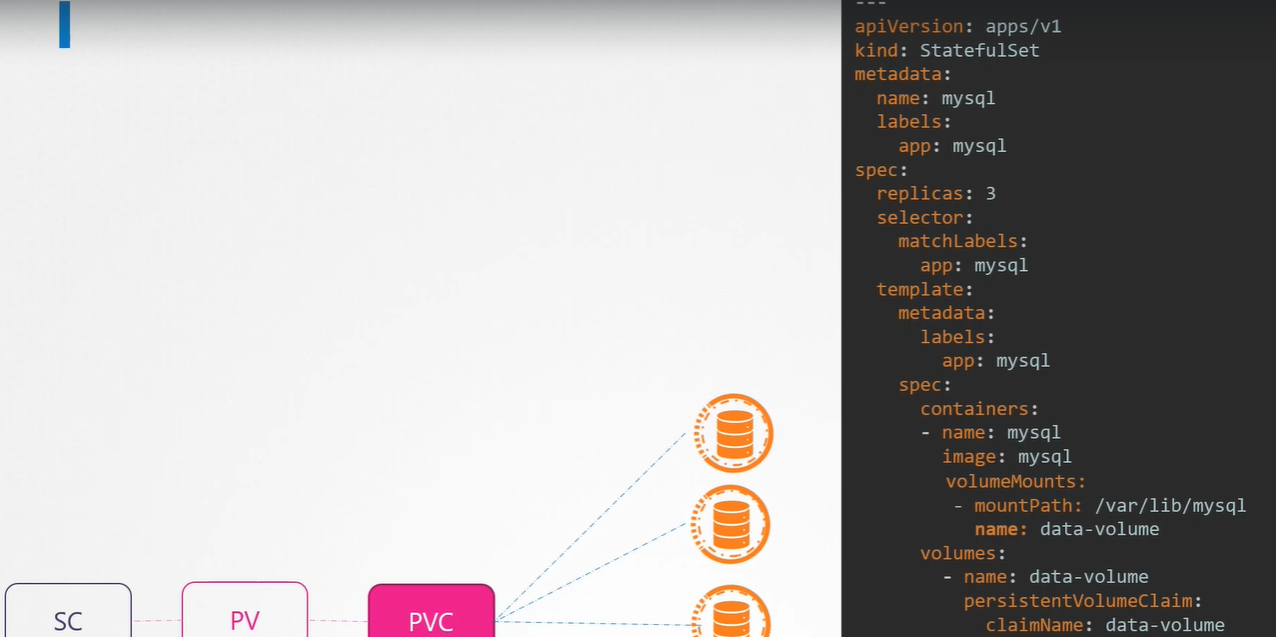 ---
apiVersion: apps/v1
kind: StatefulSet
metadata:
  name: mysql
  labels:
    app: mysql
spec:
  replicas: 3
  selector:
    matchLabels:
      app: mysql
  template:
    metadata:
      labels:
        app: mysql
    spec:
      containers:
      - name: mysql
        image: mysql
        volumeMounts:
         - mountPath: /var/lib/mysql
           name: data-volume
      volumes:
        - name: data-volume
          persistentVolumeClaim:
            claimName: data-volume
SC
PV
PVC